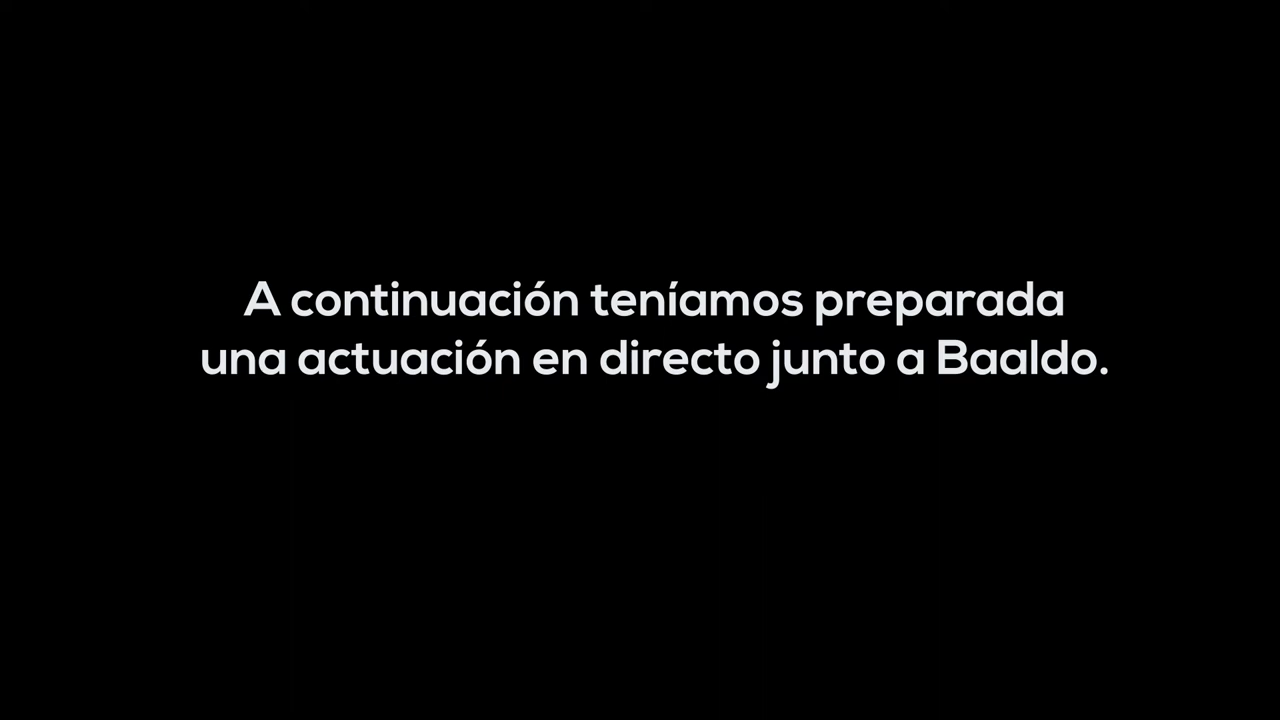 A continuación teníamos preparada
una actuación en directo junto a Baaldo.